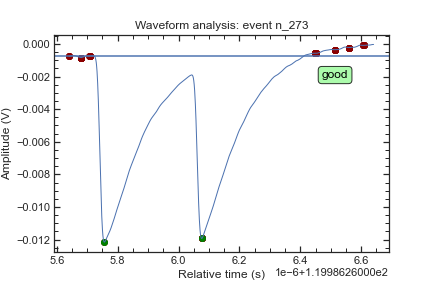 Waveform analysis: event n_273
0.000
−0.002
−0.004
−0.006
−0.008
−0.010
−0.012
Amplitude (V)
good
5.6
5.8
6.0
6.2
6.4
6.6
Relative time (s)
1e−6+1.1998626000e2